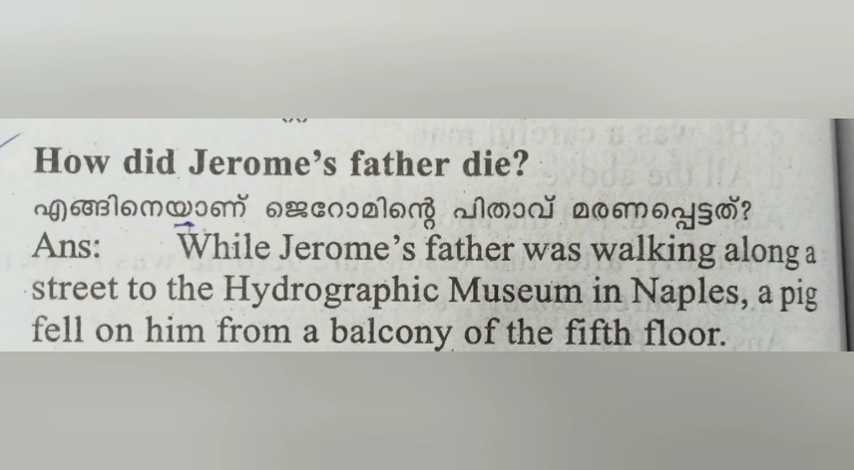 How did Jerome's father die?
എങ്ങിനെയാണ് ജെറോമിന്റെ പിതാവ് മരണപ്പെട്ടത്?
Ans: While Jerome's father was walking along a
street to the Hydrographic Museum in Naples, a pig
fell on him from a balcony of the fifth floor.